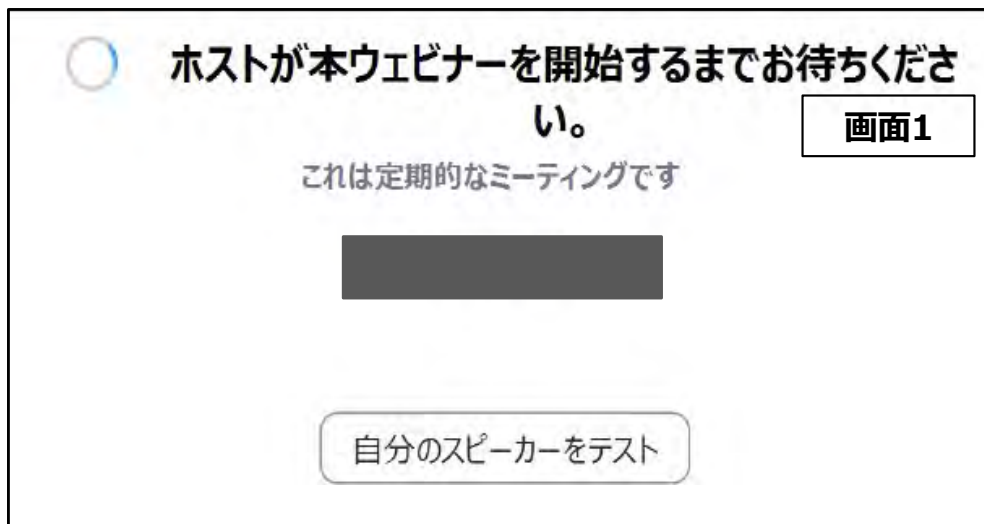 ホストが本ウェビナーを開始するまでお待ちくださ
い。
画面1
これは定期的なミーティングです
自分のスピーカーをテスト